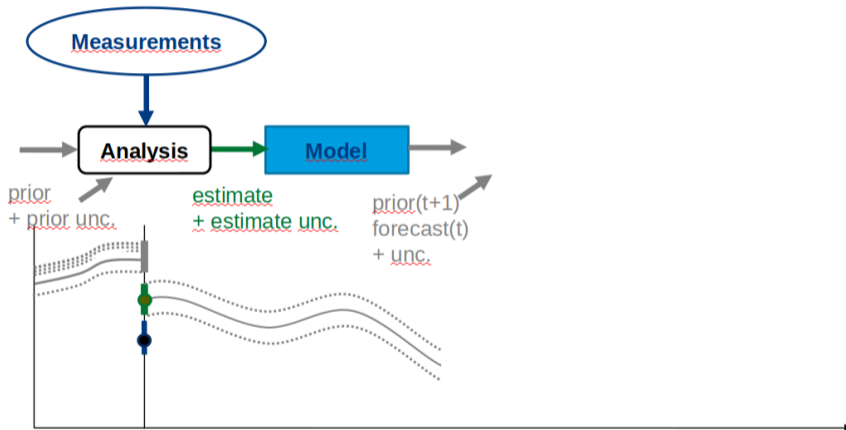 Measurements
Analysis
Model
prior
+ prior unc.
estimate
+ estimate unc.
prior(t+1)
forecast(t)
+ unc.